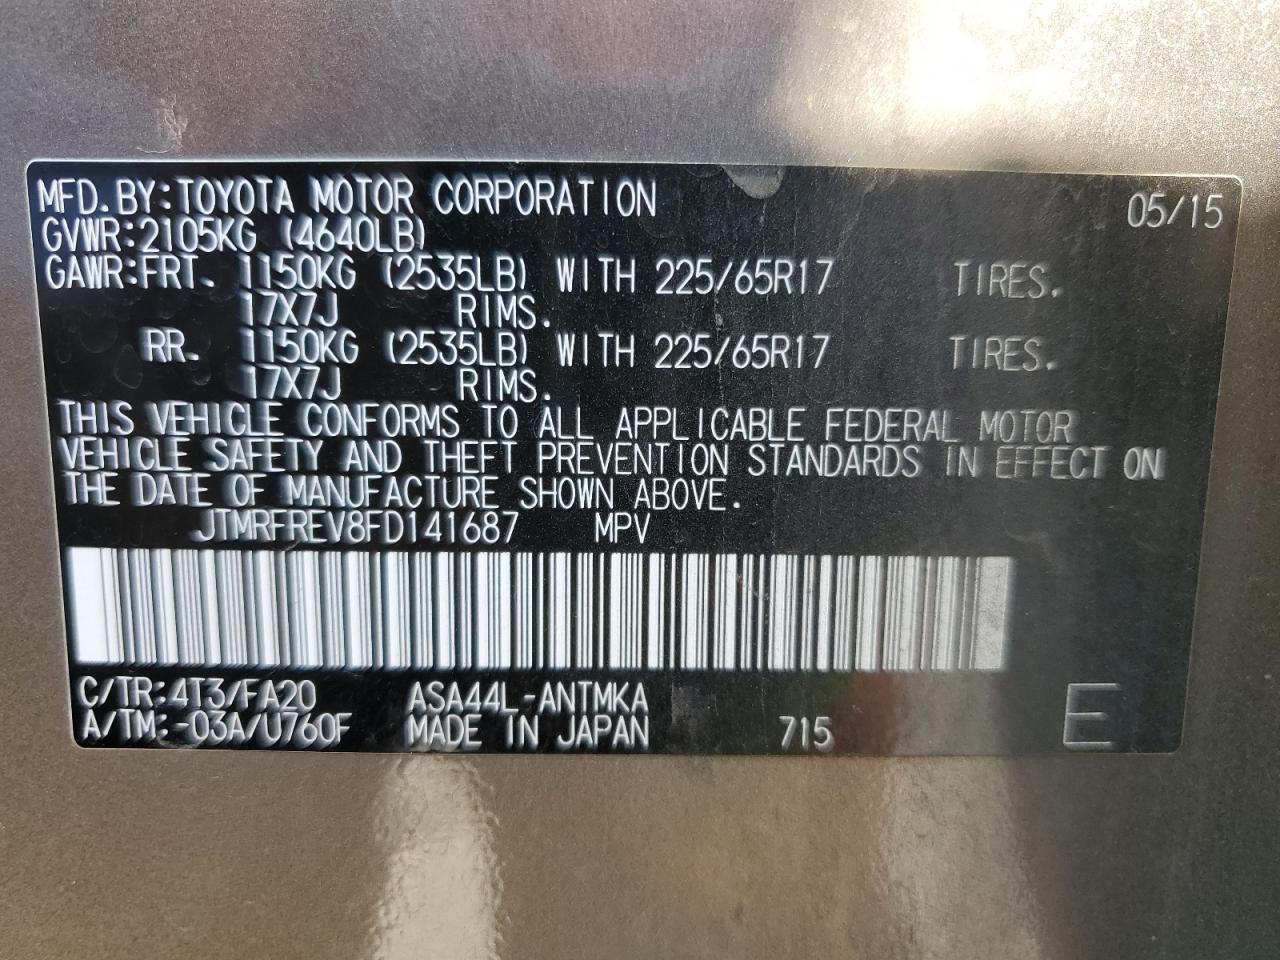 MFD.BY:TOYOTA MOTOR CORPORATION 05/15
GVWR:2105KG (4640LB)
GAWR:FRT. 1150KG (2535LB) WITH 225/65R17 TIRES.
17X7J RIMS.
RR. 1150KG (2535LB) WITH 225/65R17 TIRES.
17X7J RIMS.
THIS VEHICLE CONFORMS TO ALL APPLICABLE FEDERAL MOTOR
VEHICLE SAFETY AND THEFT PREVENTION STANDARDS IN EFFECT ON
THE DATE OF MANUFACTURE SHOWN ABOVE.
JTMRFREV8FD141687 MPV
C/TR:4T3/FA20 ASA44L-ANTMKA
A/TM:-03A/U760F MADE IN JAPAN 715 E